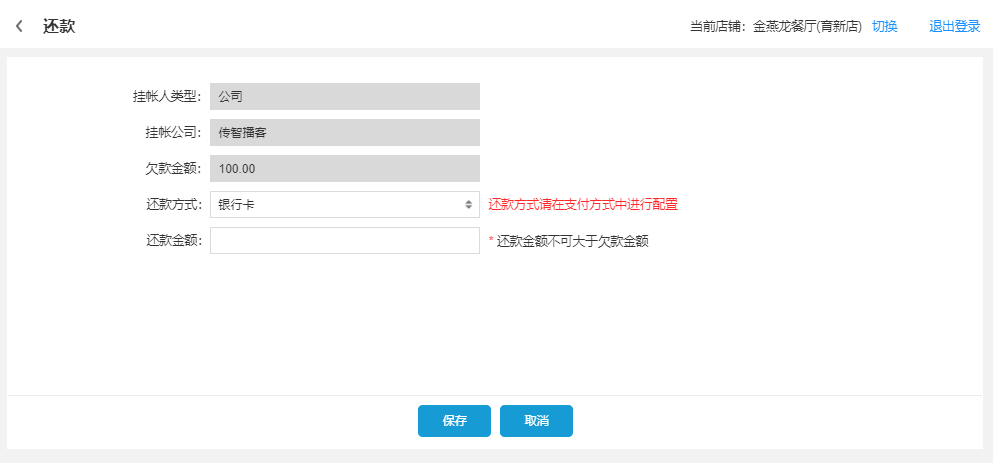 还款 当前店铺：金燕龙餐厅(育新店) 切换 退出登录
挂帐人类型： 公司
挂帐公司： 传智播客
欠款金额： 100.00
还款方式： 银行卡 还款方式请在支付方式中进行配置
还款金额： * 还款金额不可大于欠款金额
保存 取消